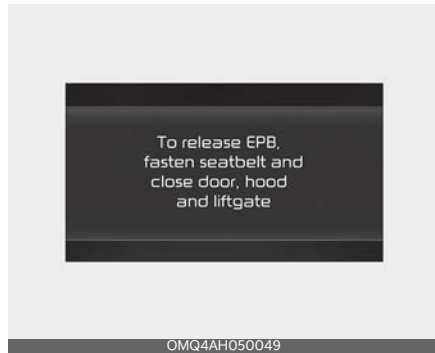 To release EPB,
fasten seatbelt and
close door, hood
and liftgate
OMQ4AH050049